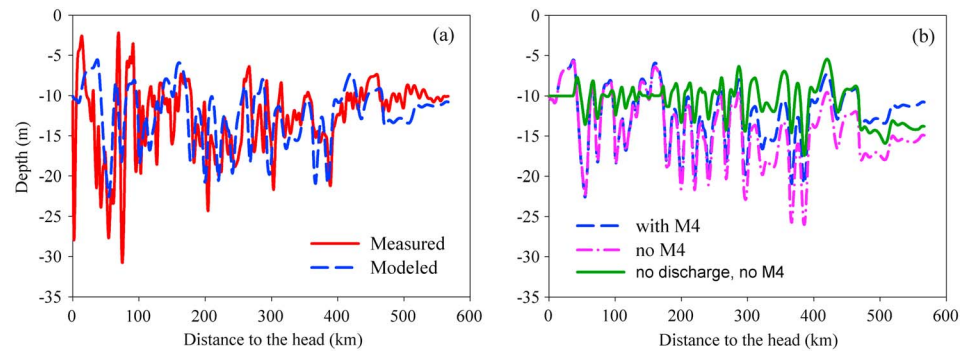 (a)
0
-5
-10
-15
-20
-25
-30
-35
Depth (m)
Measured
Modeled
0 100 200 300 400 500 600
Distance to the head (km)
(b)
0
-5
-10
-15
-20
-25
-30
-35
with M4
no M4
no discharge, no M4
0 100 200 300 400 500 600
Distance to the head (km)